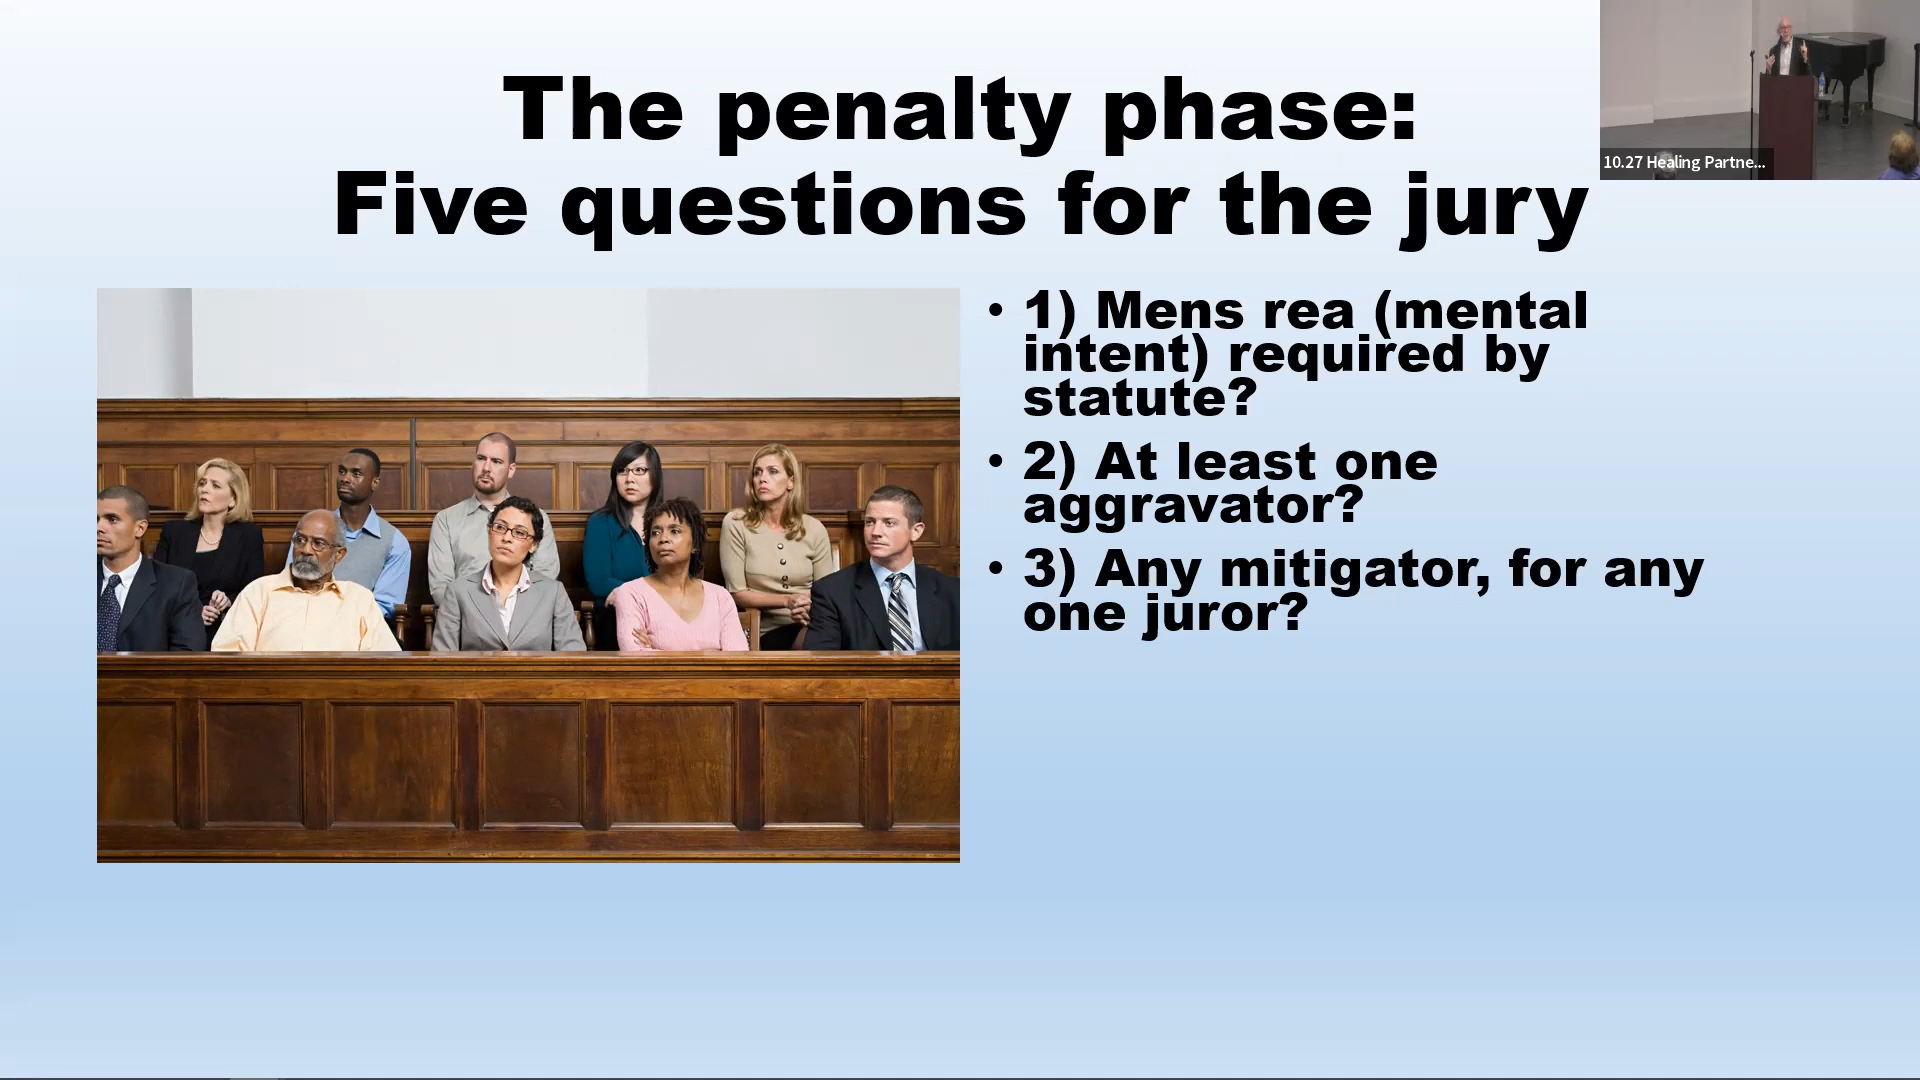 The penalty phase:
Five questions for the jury
10.27 Healing Partne...
• 1) Mens rea (mental
intent) required by
statute?
• 2) At least one
aggravator?
• 3) Any mitigator, for any
one juror?